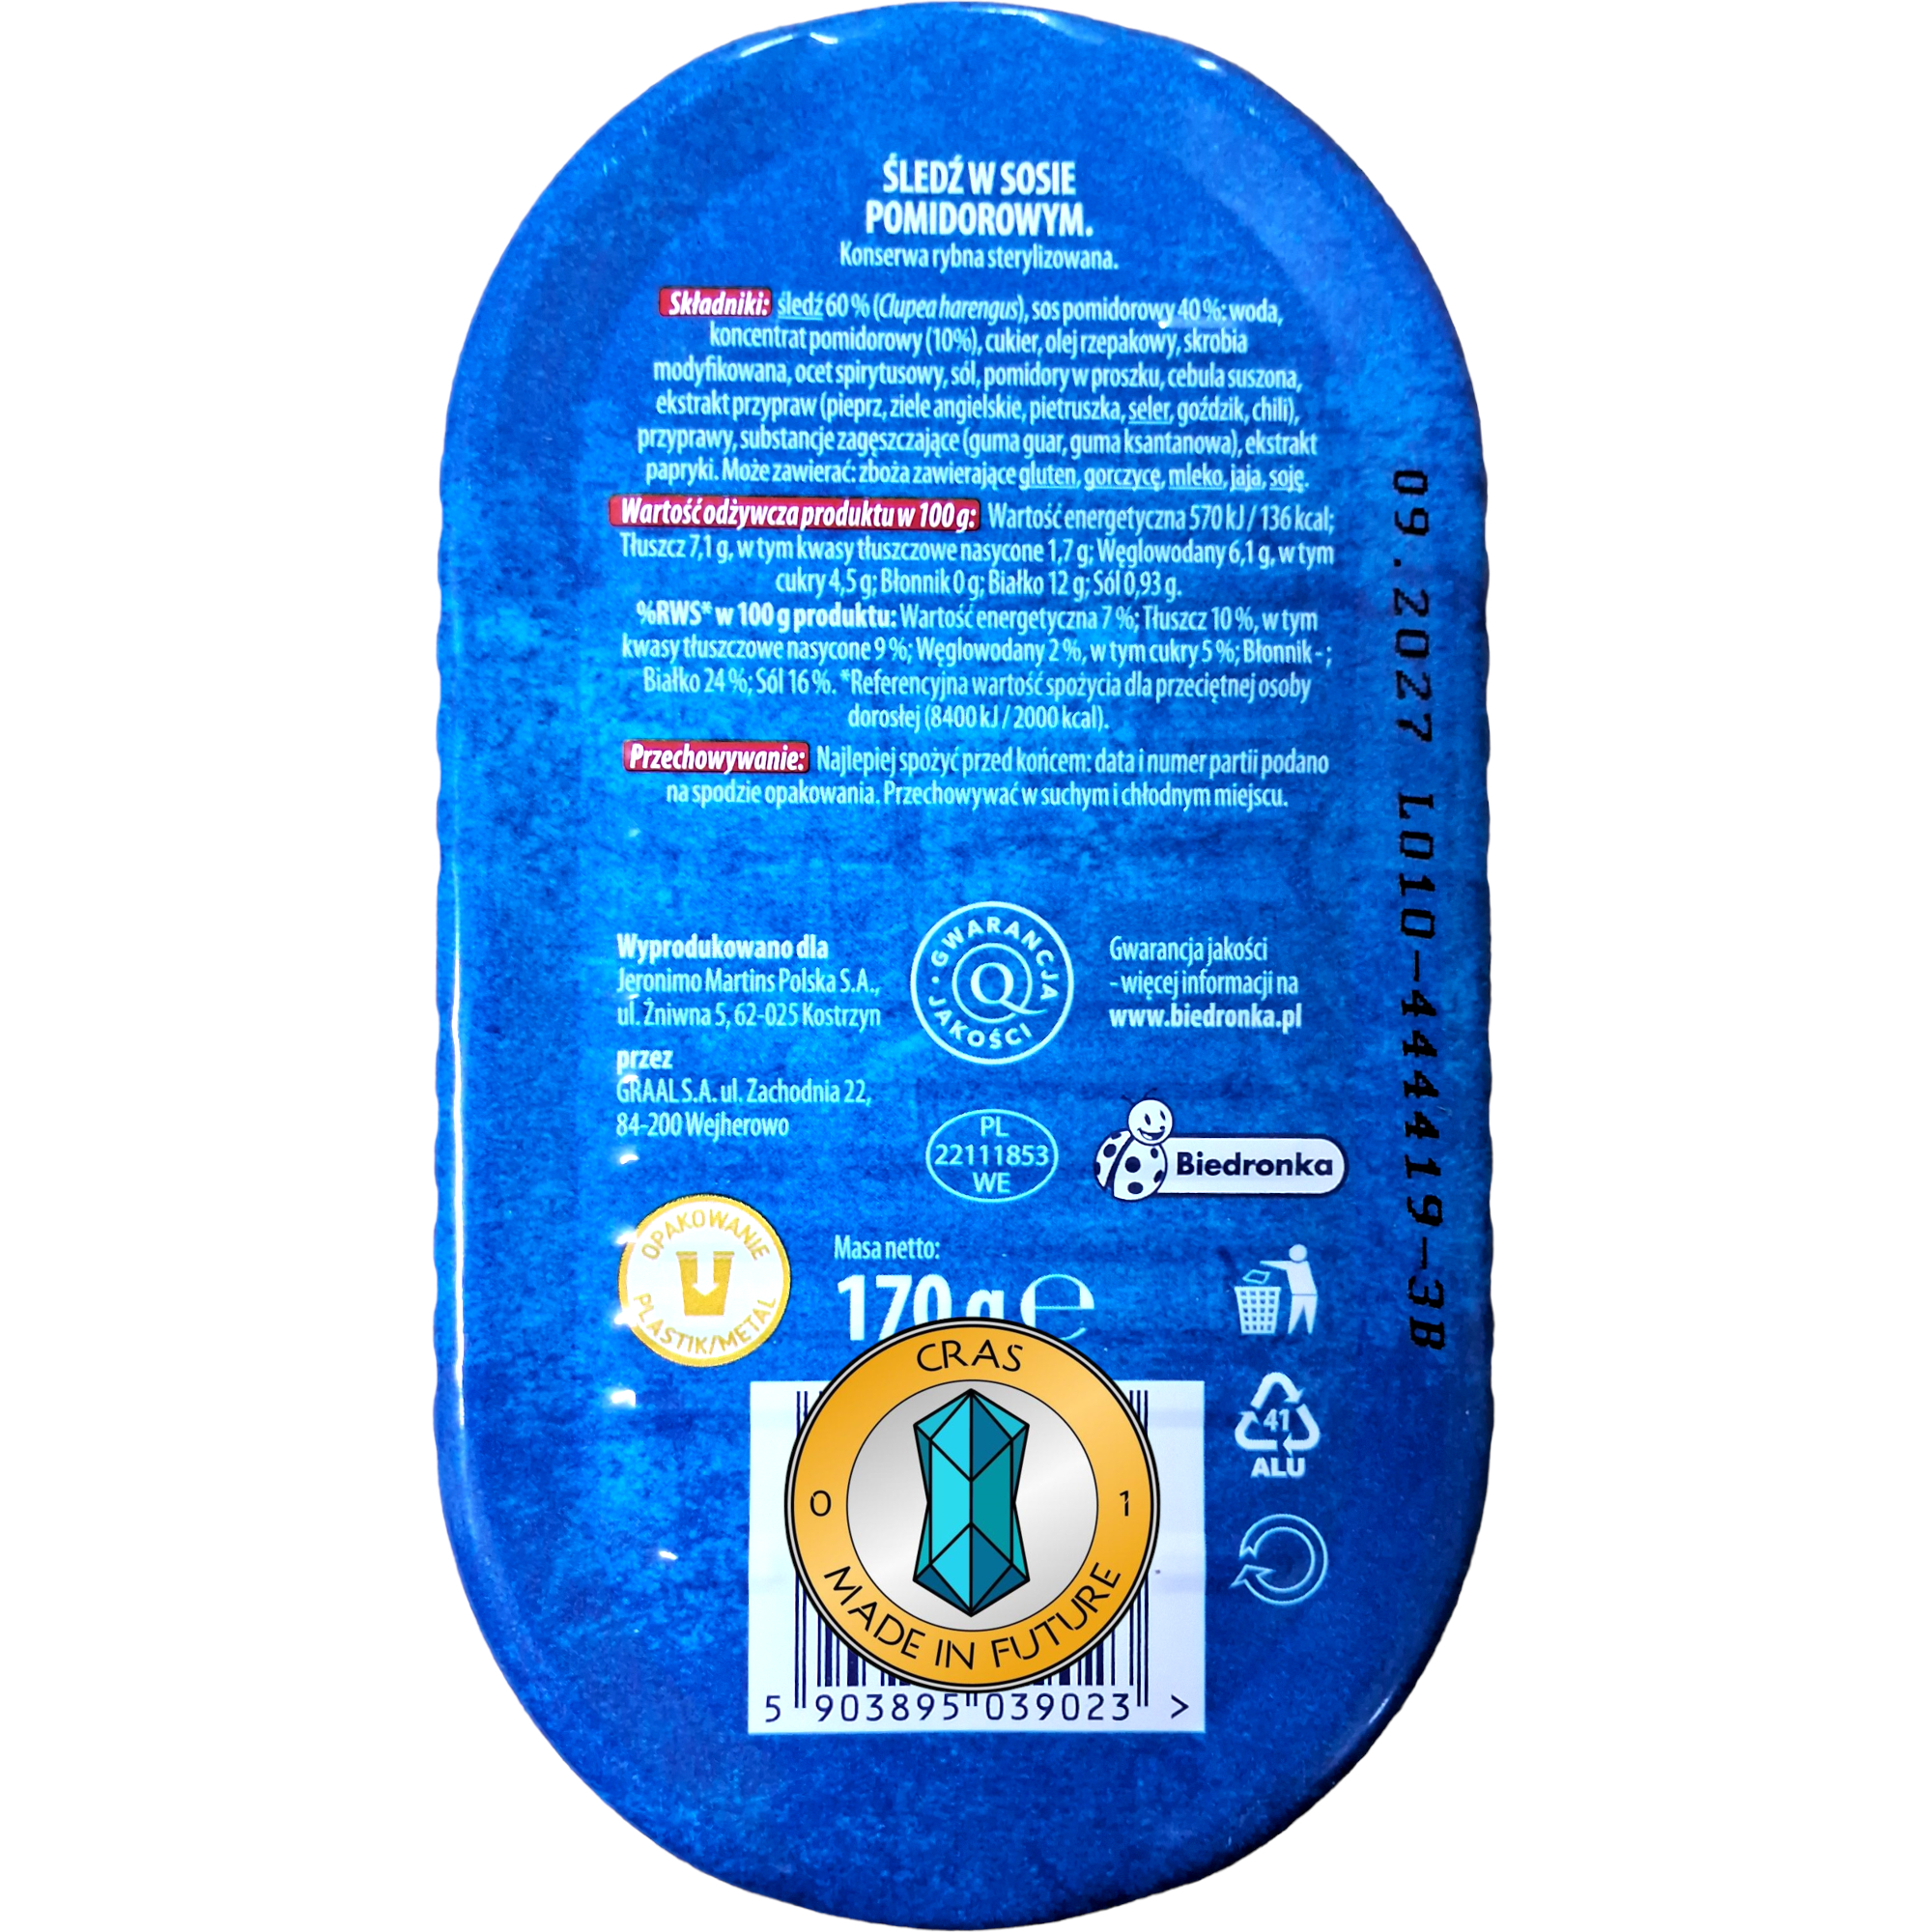 ŚLEDŹ W SOSIE
POMIDOROWYM.
Konserwa rybna sterylizowana.
Składniki: śledź 60 % (Clupea harengus), sos pomidorowy 40 %: woda,
koncentrat pomidorowy (10%), cukier, olej rzepakowy, skrobia
modyfikowana, ocet spirytusowy, sól, pomidory w proszku, cebula suszona,
ekstrakt przypraw (pieprz, ziele angielskie, pietruszka, seler, goździk, chili),
przyprawy, substancje zagęszczające (guma guar, guma ksantanowa), ekstrakt
papryki. Może zawierać: zboża zawierające gluten, gorczycę, mleko, jaja, soję.
Wartość odżywcza produktu w 100 g: Wartość energetyczna 570 kJ / 136 kcal;
Tłuszcz 7,1 g, w tym kwasy tłuszczowe nasycone 1,7 g; Węglowodany 6,1 g, w tym
cukry 4,5 g; Błonnik 0 g; Białko 12 g; Sól 0,93 g.
%RWS* w 100 g produktu: Wartość energetyczna 7 %; Tłuszcz 10 %, w tym
kwasy tłuszczowe nasycone 9 %; Węglowodany 2 %, w tym cukry 5 %; Błonnik - ;
Białko 24 %; Sól 16 %. *Referencyjna wartość spożycia dla przeciętnej osoby
dorosłej (8400 kJ / 2000 kcal).
Przechowywanie: Najlepiej spożyć przed końcem: data i numer partii podano
na spodzie opakowania. Przechowywać w suchym i chłodnym miejscu.
09.2027 L010-44419-3B
Wyprodukowano dla
Jeronimo Martins Polska S.A.,
ul. Żniwna 5, 62-025 Kostrzyn
przez
GRAAL S.A. ul. Zachodnia 22,
84-200 Wejherowo
GWARANCJA
Q
JAKOŚCI
Gwarancja jakości
- więcej informacji na
www.biedronka.pl
PL
22111853
WE
Biedronka
OPAKOWANIE
PLASTIK/METAL
Masa netto:
170 g e
41
ALU
CRAS
0 1
MADE IN FUTURE
5 903895 039023 >